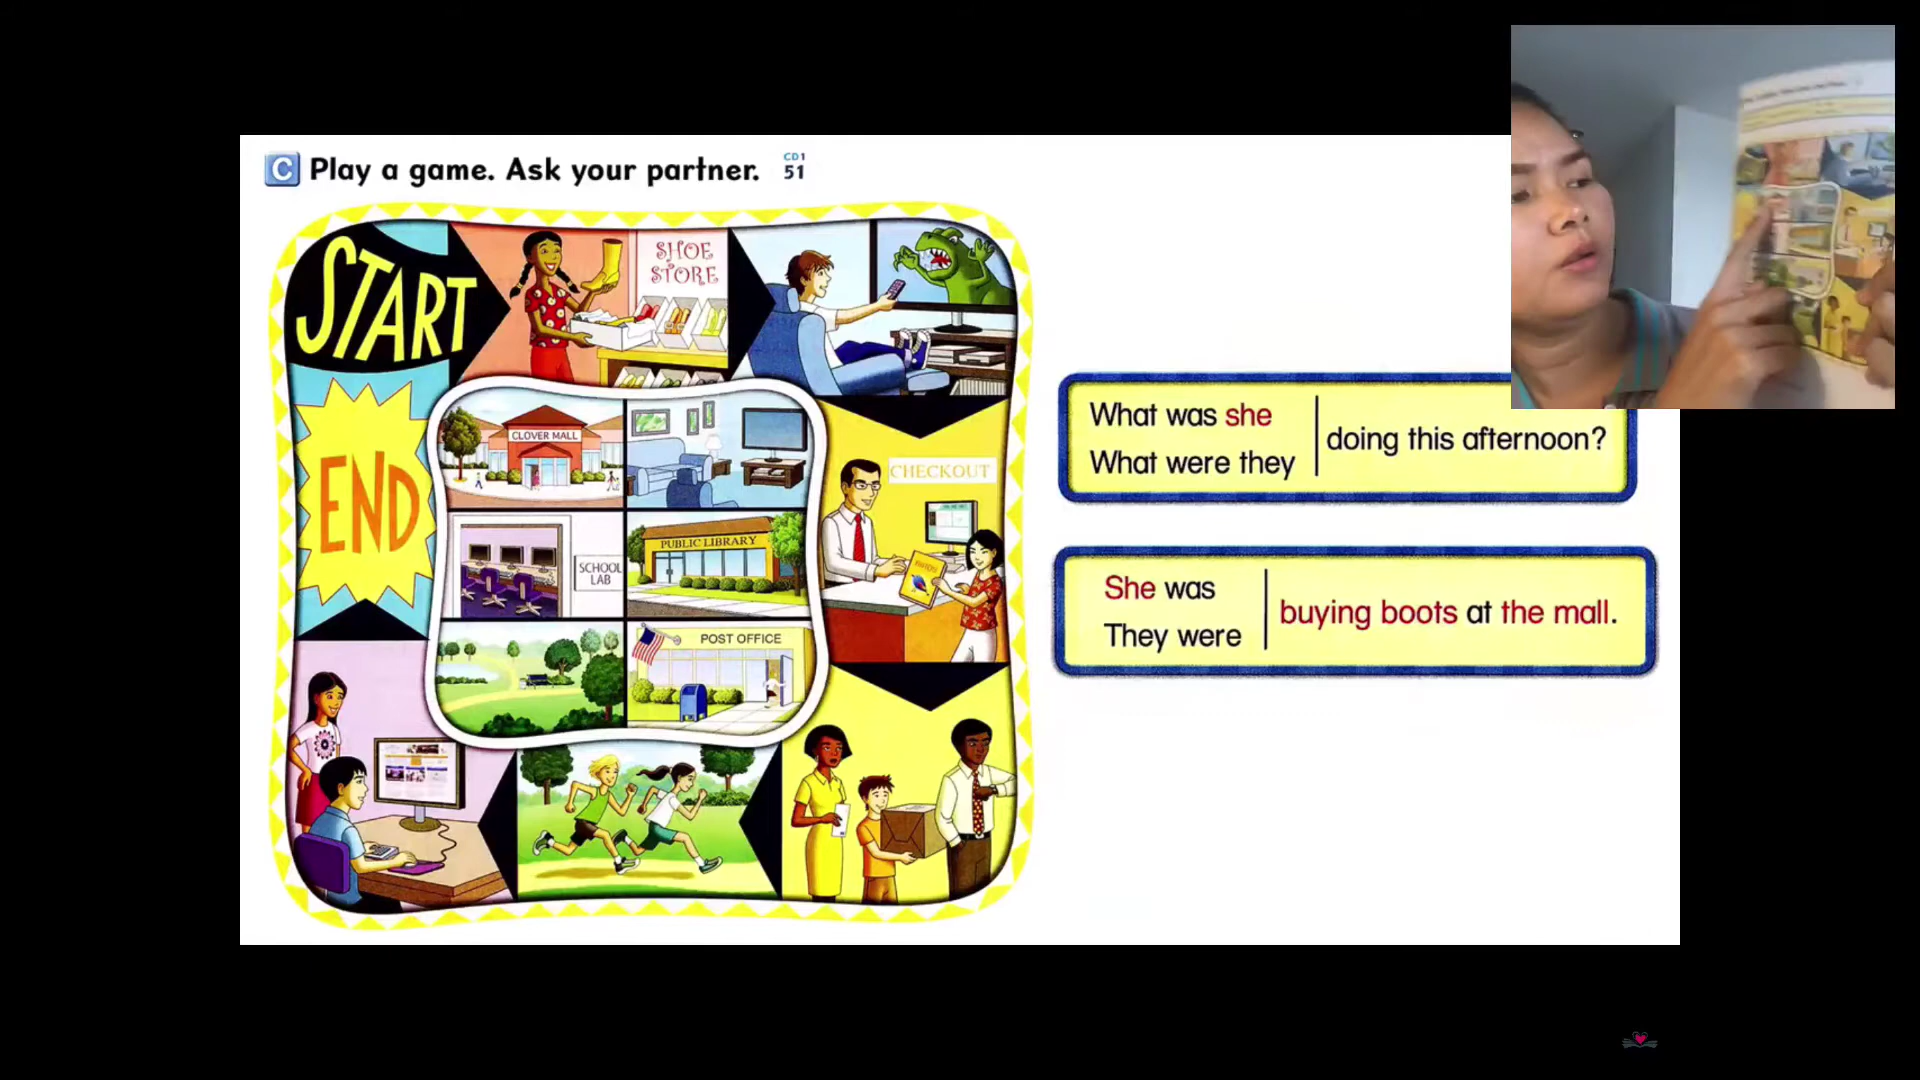 C Play a game. Ask your partner. CD1 51
START
SHOE
STORE
CLOVER MALL
CHECKOUT
END
SCHOOL
LAB
PUBLIC LIBRARY
POST OFFICE
What was she
What were they
doing this afternoon?
She was
They were
buying boots at the mall.